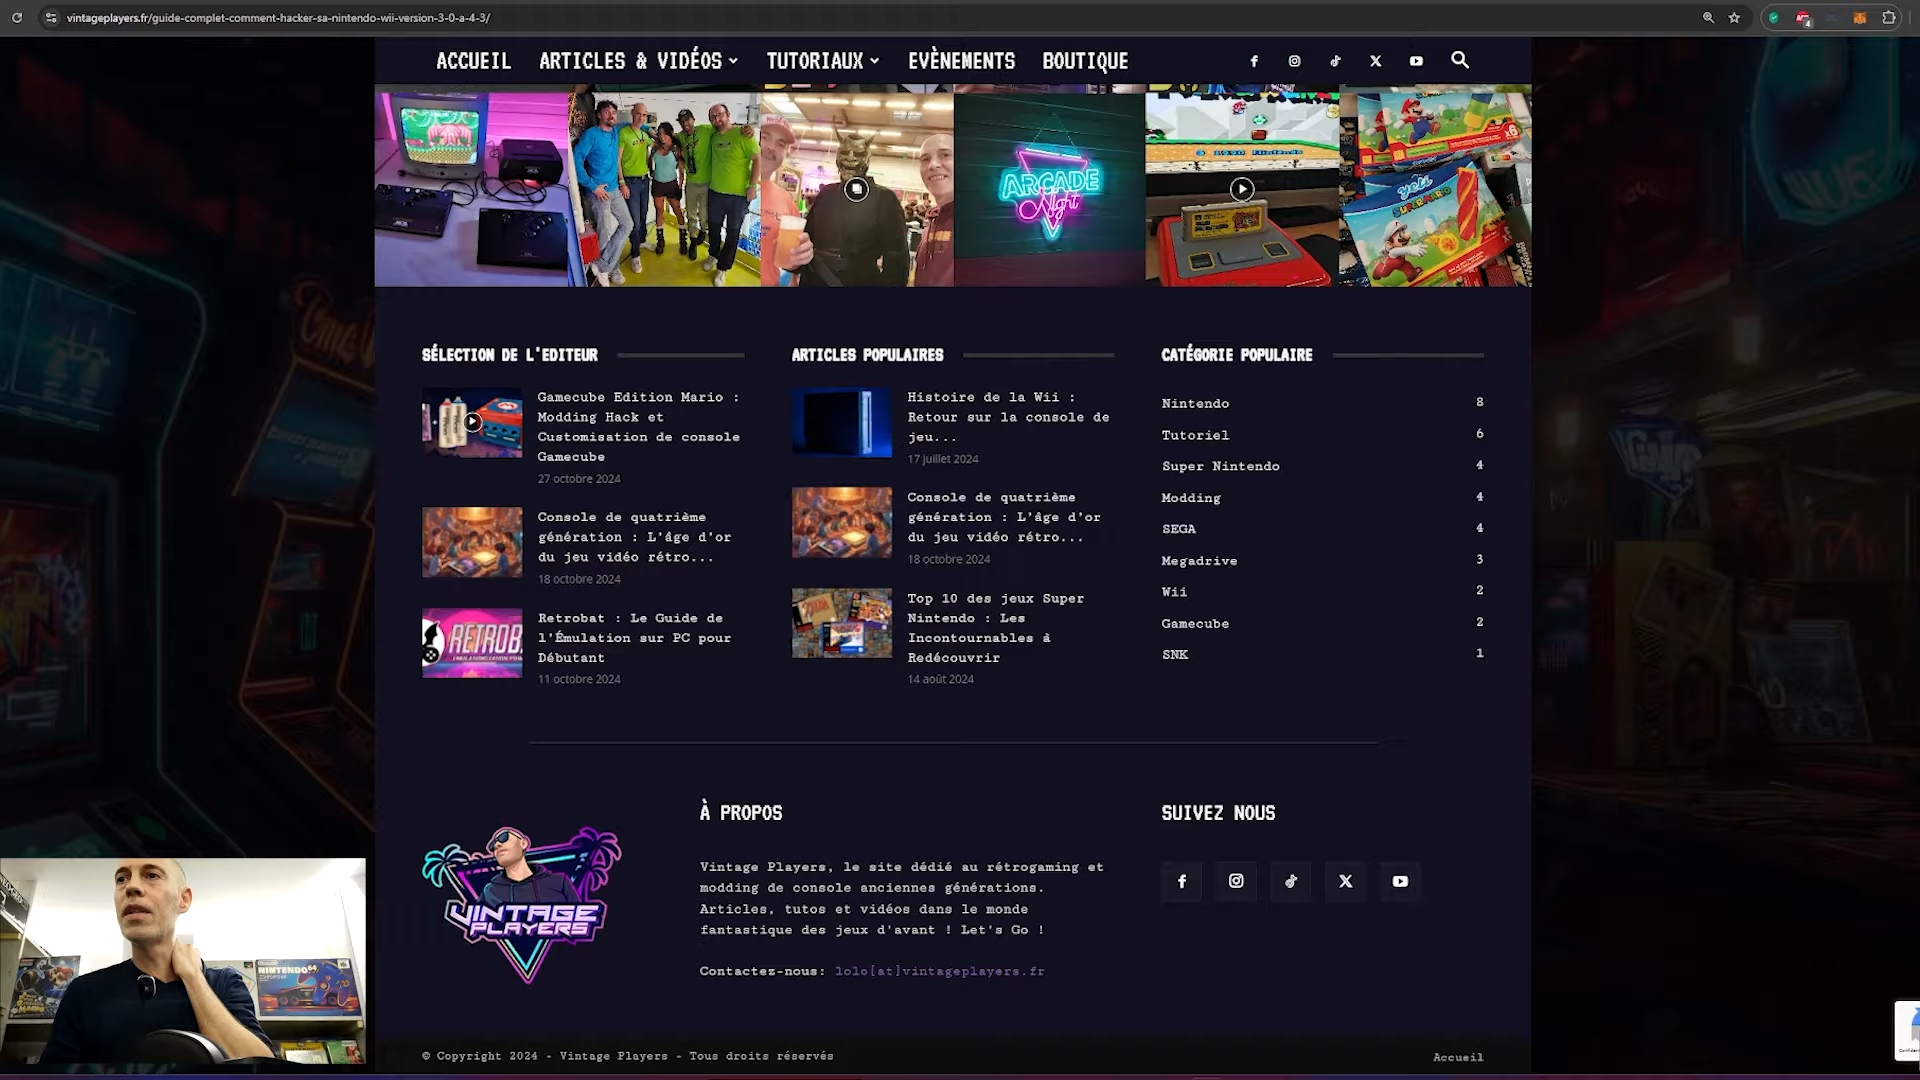 vintageplayers.fr/guide-complet-comment-hacker-sa-nintendo-wii-version-3-0-a-4-3/
4
ACCUEIL ARTICLES & VIDÉOS TUTORIAUX EVÈNEMENTS BOUTIQUE
ARCADE
Night
yeti
SUPER MARIO
x6
SÉLECTION DE L'EDITEUR
Gamecube Edition Mario :
Modding Hack et
Customisation de console
Gamecube
27 octobre 2024
Console de quatrième
génération : L'âge d'or
du jeu vidéo rétro...
18 octobre 2024
RETROB
Retrobat : Le Guide de
l'Émulation sur PC pour
Débutant
11 octobre 2024
ARTICLES POPULAIRES
Histoire de la Wii :
Retour sur la console de
jeu...
17 juillet 2024
Console de quatrième
génération : L'âge d'or
du jeu vidéo rétro...
18 octobre 2024
Top 10 des jeux Super
Nintendo : Les
Incontournables à
Redécouvrir
14 août 2024
CATÉGORIE POPULAIRE
Nintendo 8
Tutoriel 6
Super Nintendo 4
Modding 4
SEGA 4
Megadrive 3
Wii 2
Gamecube 2
SNK 1
VINTAGE
PLAYERS
À PROPOS
Vintage Players, le site dédié au rétrogaming et
modding de console anciennes générations.
Articles, tutos et vidéos dans le monde
fantastique des jeux d'avant ! Let's Go !
Contactez-nous: lolo[at]vintageplayers.fr
SUIVEZ NOUS
NINTENDO64
© Copyright 2024 - Vintage Players - Tous droits réservés
Accueil